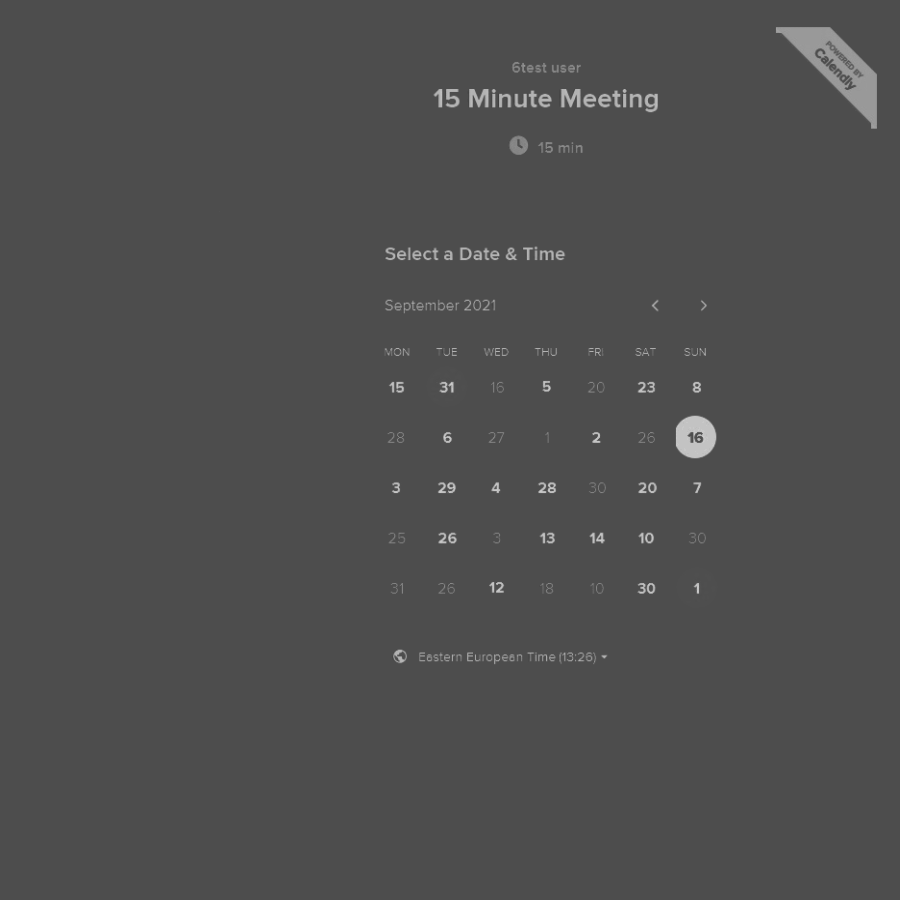 POWERED BY
Calendly
6test user
15 Minute Meeting
15 min
Select a Date & Time
September 2021
MON TUE WED THU FRI SAT SUN
15 31 16 5 20 23 8
28 6 27 1 2 26 16
3 29 4 28 30 20 7
25 26 3 13 14 10 30
31 26 12 18 10 30 1
Eastern European Time (13:26)